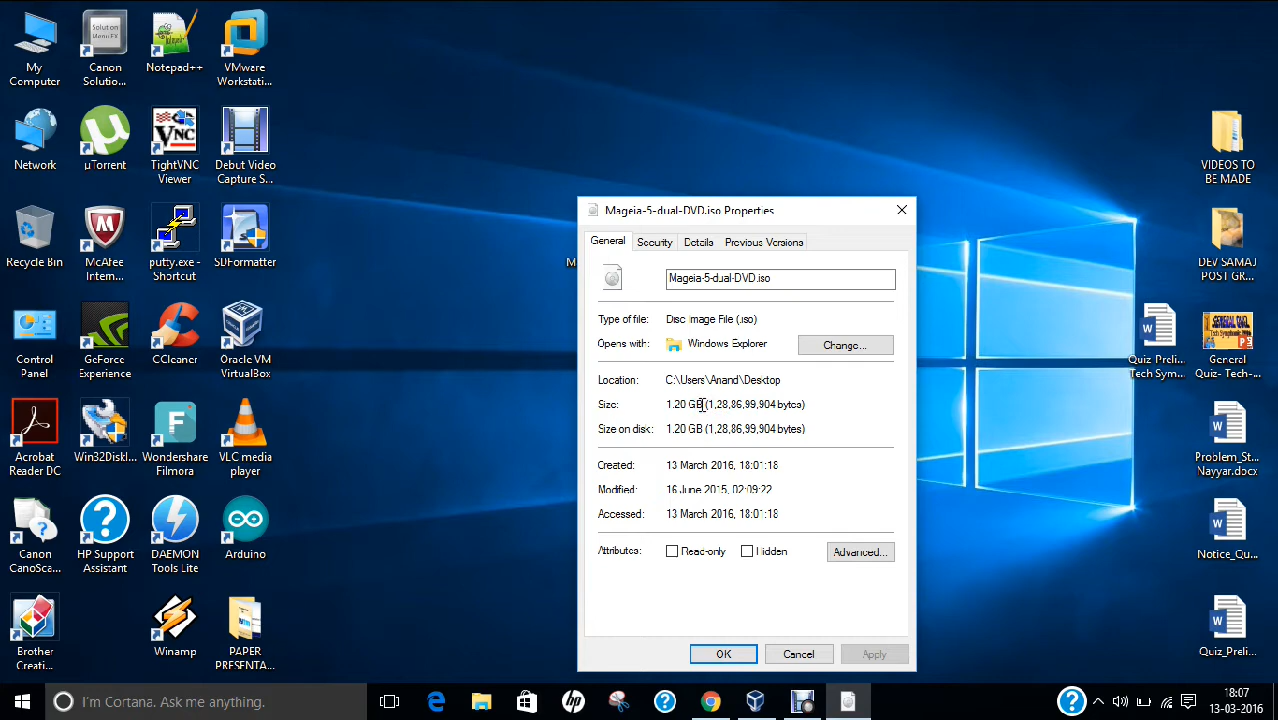 My
Computer
Canon
Solution...
Notepad++
VMware
Workstati...
Network
µTorrent
TightVNC
Viewer
Debut Video
Capture S...
Recycle Bin
McAfee
Intern...
putty.exe -
Shortcut
SDFormatter
Control
Panel
GeForce
Experience
CCleaner
Oracle VM
VirtualBox
Acrobat
Reader DC
Win32DiskI...
Wondershare
Filmora
VLC media
player
Canon
CanoSca...
HP Support
Assistant
DAEMON
Tools Lite
Arduino
Brother
Creati...
Winamp
PAPER
PRESENTA...
Solution
Menu EX
VNC
M
Mageia-5-dual-DVD.iso Properties
General Security Details Previous Versions
Mageia-5-dual-DVD.iso
Type of file: Disc Image File (.iso)
Opens with: Windows Explorer Change...
Location: C:\Users\Anand\Desktop
Size: 1.20 GB (1,28,86,99,904 bytes)
Size on disk: 1.20 GB (1,28,86,99,904 bytes)
Created: 13 March 2016, 18:01:18
Modified: 16 June 2015, 02:09:22
Accessed: 13 March 2016, 18:01:18
Attributes: Read-only Hidden Advanced...
OK Cancel Apply
VIDEOS TO
BE MADE
DEV SAMAJ
POST GR...
Quiz Preli...
Tech Sym...
General
Quiz- Tech-...
Problem_St...
Nayyar.docx
Notice_Qu...
Quiz_Preli...
I'm Cortana. Ask me anything.
18:07
13-03-2016